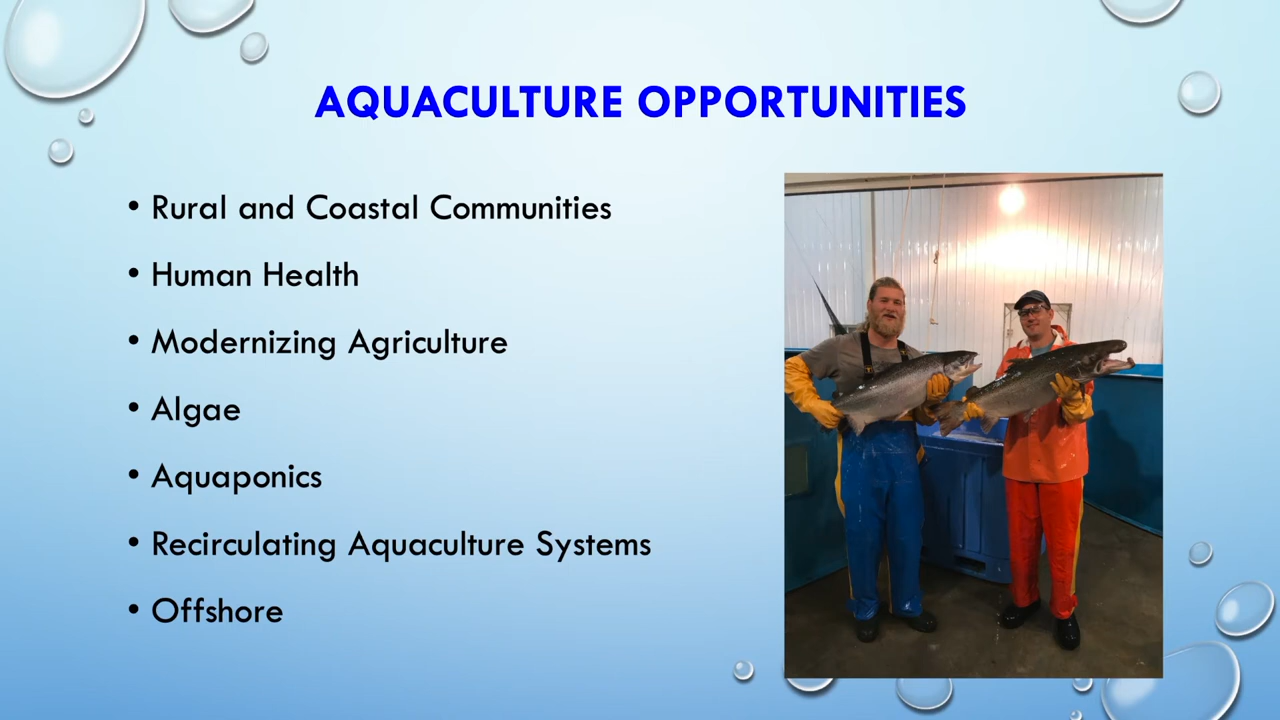 AQUACULTURE OPPORTUNITIES
• Rural and Coastal Communities
• Human Health
• Modernizing Agriculture
• Algae
• Aquaponics
• Recirculating Aquaculture Systems
• Offshore